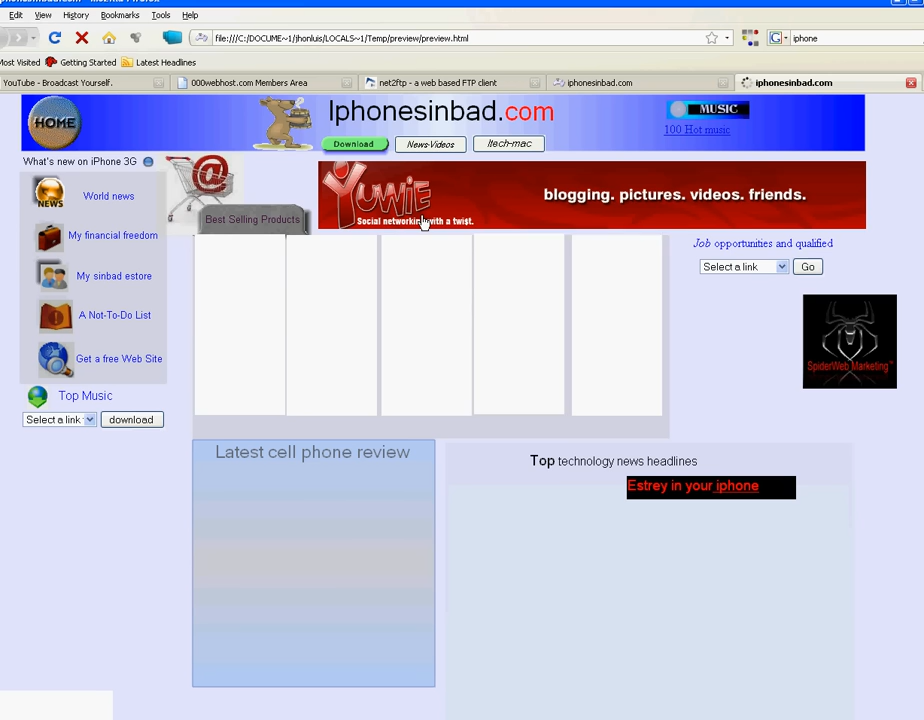 Edit View History Bookmarks Tools Help
file:///C:/DOCUME~1/jhonluis/LOCALS~1/Temp/preview/preview.html
iphone
Most Visited Getting Started Latest Headlines
YouTube - Broadcast Yourself.
000webhost.com Members Area
net2ftp - a web based FTP client
iphonesinbad.com
iphonesinbad.com
HOME
Iphonesinbad.com
MUSIC
100 Hot music
Download
News-Videos
Itech-mac
What's new on iPhone 3G
World news
My financial freedom
My sinbad estore
A Not-To-Do List
Get a free Web Site
Top Music
Select a link
download
NEWS
@
Best Selling Products
YUWIE
Social networking with a twist.
blogging. pictures. videos. friends.
Job opportunities and qualified
Select a link
Go
SpiderWeb Marketing™
Latest cell phone review
Top technology news headlines
Estrey in your iphone